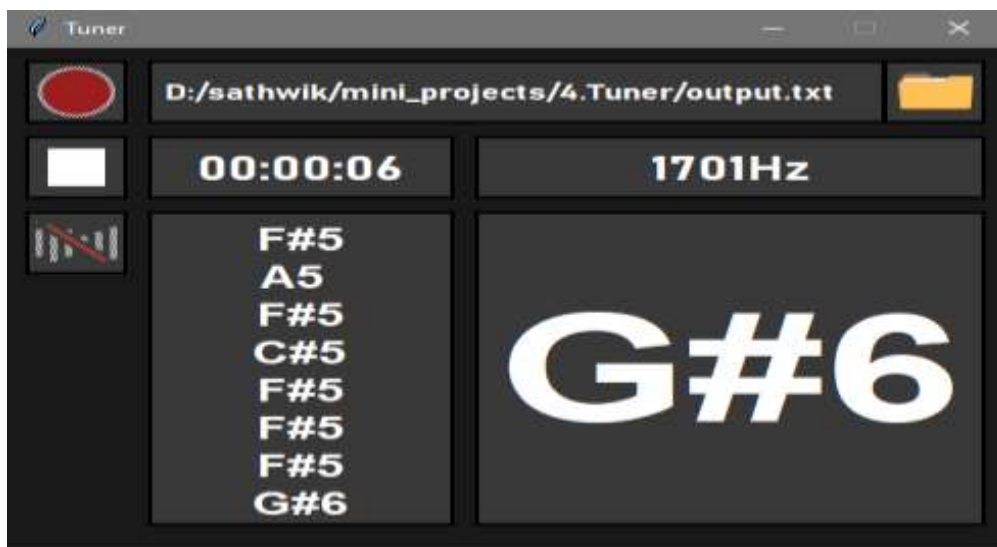 Tuner
D:/sathwik/mini_projects/4.Tuner/output.txt
00:00:06
1701Hz
F#5
A5
F#5
C#5
F#5
F#5
F#5
G#6
G#6